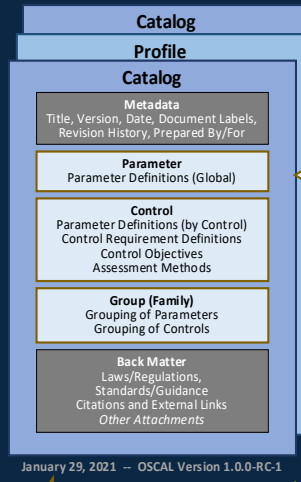 Catalog
Profile
Catalog
Metadata
Title, Version, Date, Document Labels,
Revision History, Prepared By/For
Parameter
Parameter Definitions (Global)
Control
Parameter Definitions (by Control)
Control Requirement Definitions
Control Objectives
Assessment Methods
Group (Family)
Grouping of Parameters
Grouping of Controls
Back Matter
Laws/Regulations,
Standards/Guidance
Citations and External Links
Other Attachments
January 29, 2021 -- OSCAL Version 1.0.0-RC-1